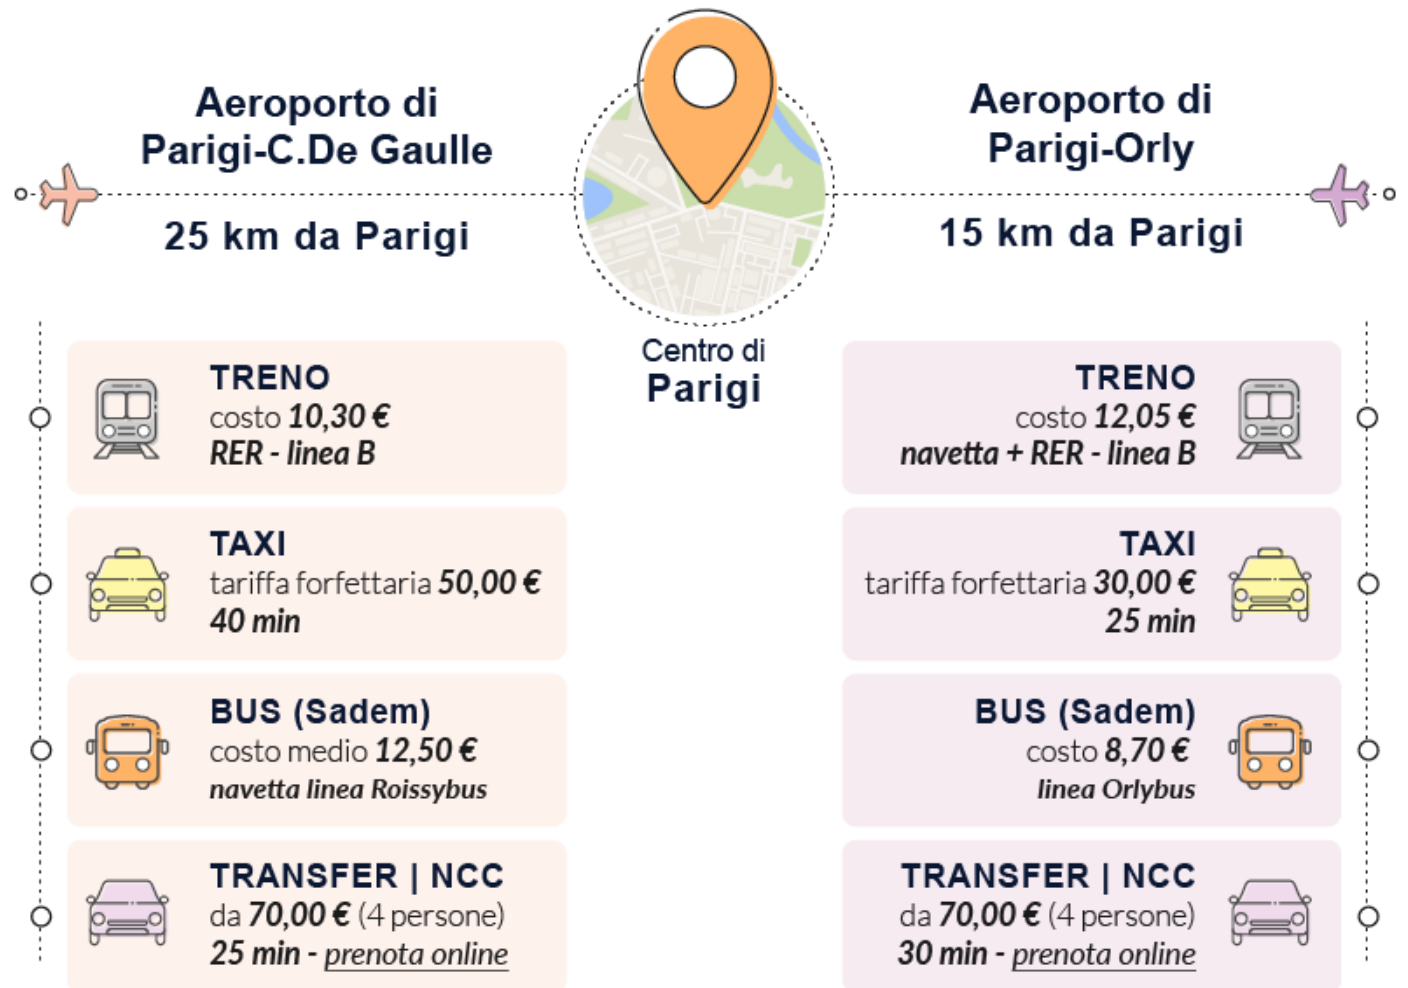 Aeroporto di
Parigi-C.De Gaulle
25 km da Parigi
Aeroporto di
Parigi-Orly
15 km da Parigi
Centro di
Parigi
TRENO
costo 10,30 €
RER - linea B
TAXI
tariffa forfettaria 50,00 €
40 min
BUS (Sadem)
costo medio 12,50 €
navetta linea Roissybus
TRANSFER | NCC
da 70,00 € (4 persone)
25 min - prenota online
TRENO
costo 12,05 €
navetta + RER - linea B
TAXI
tariffa forfettaria 30,00 €
25 min
BUS (Sadem)
costo 8,70 €
linea Orlybus
TRANSFER | NCC
da 70,00 € (4 persone)
30 min - prenota online